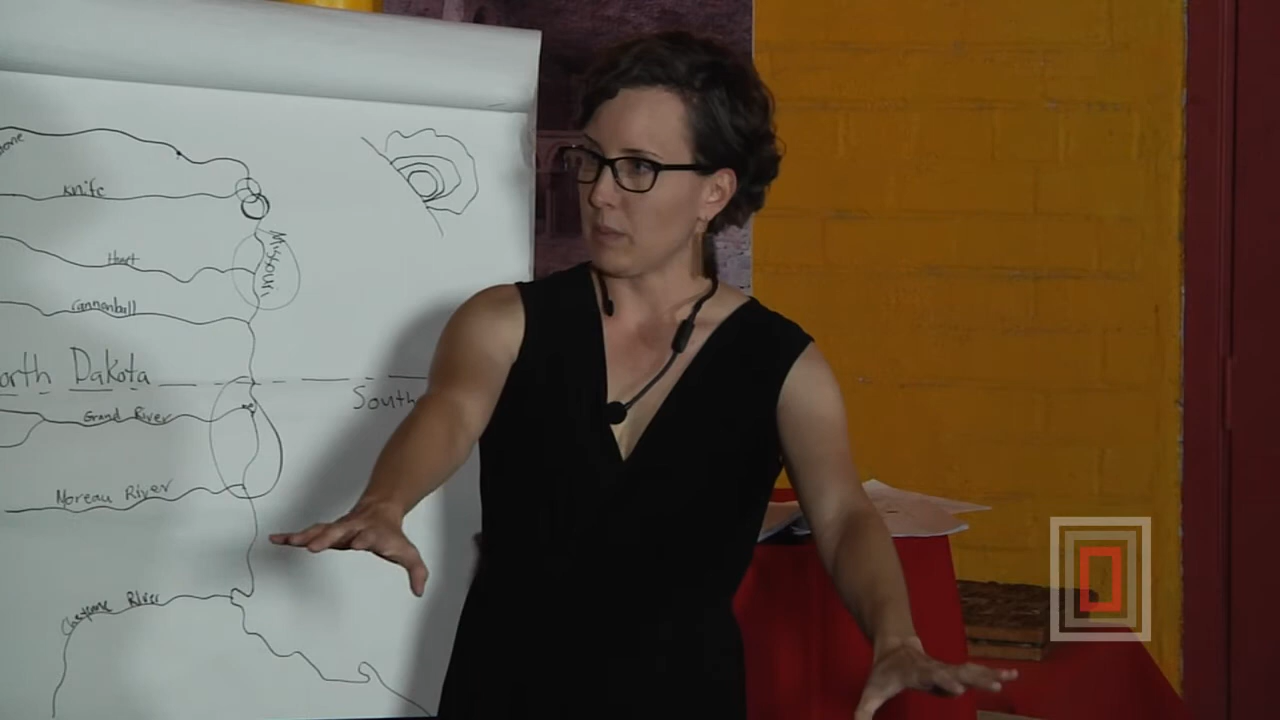 Knife
Missouri
Heart
Cannonball
orth Dakota
South
Grand River
Moreau River
Cheyenne River